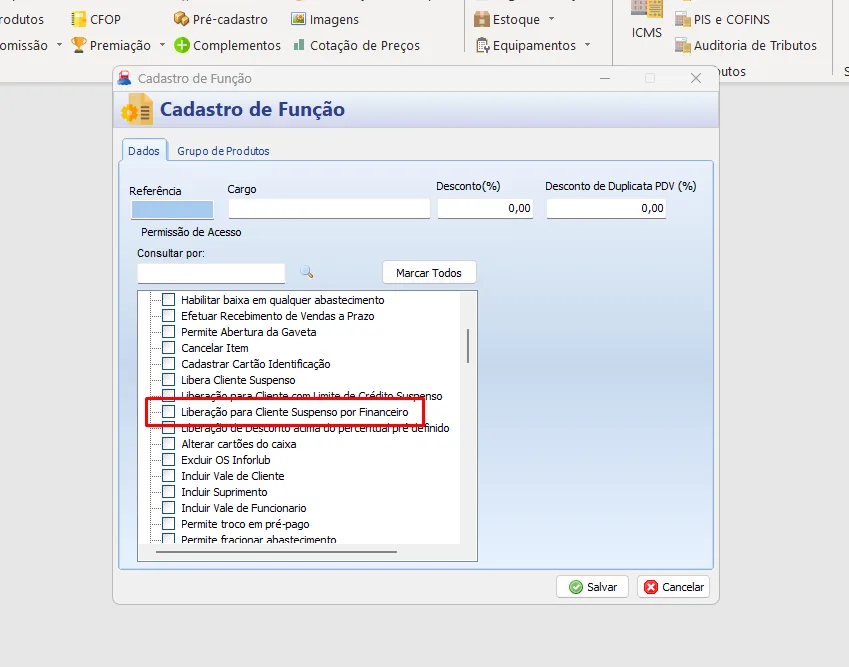 rodutos CFOP Pré-cadastro Imagens Estoque PIS e COFINS
omissão Premiação Complementos Cotação de Preços Equipamentos ICMS Auditoria de Tributos
utos
Cadastro de Função
Cadastro de Função
Dados Grupo de Produtos
Referência Cargo Desconto(%) Desconto de Duplicata PDV (%)
0,00 0,00
Permissão de Acesso
Consultar por:
Marcar Todos
Habilitar baixa em qualquer abastecimento
Efetuar Recebimento de Vendas a Prazo
Permite Abertura da Gaveta
Cancelar Item
Cadastrar Cartão Identificação
Libera Cliente Suspenso
Liberação para Cliente com Limite de Crédito Suspenso
Liberação para Cliente Suspenso por Financeiro
Liberação de Desconto acima do percentual pré definido
Alterar cartões do caixa
Excluir OS Inforlub
Incluir Vale de Cliente
Incluir Suprimento
Incluir Vale de Funcionario
Permite troco em pré-pago
Permite fracionar abastecimento
Salvar Cancelar